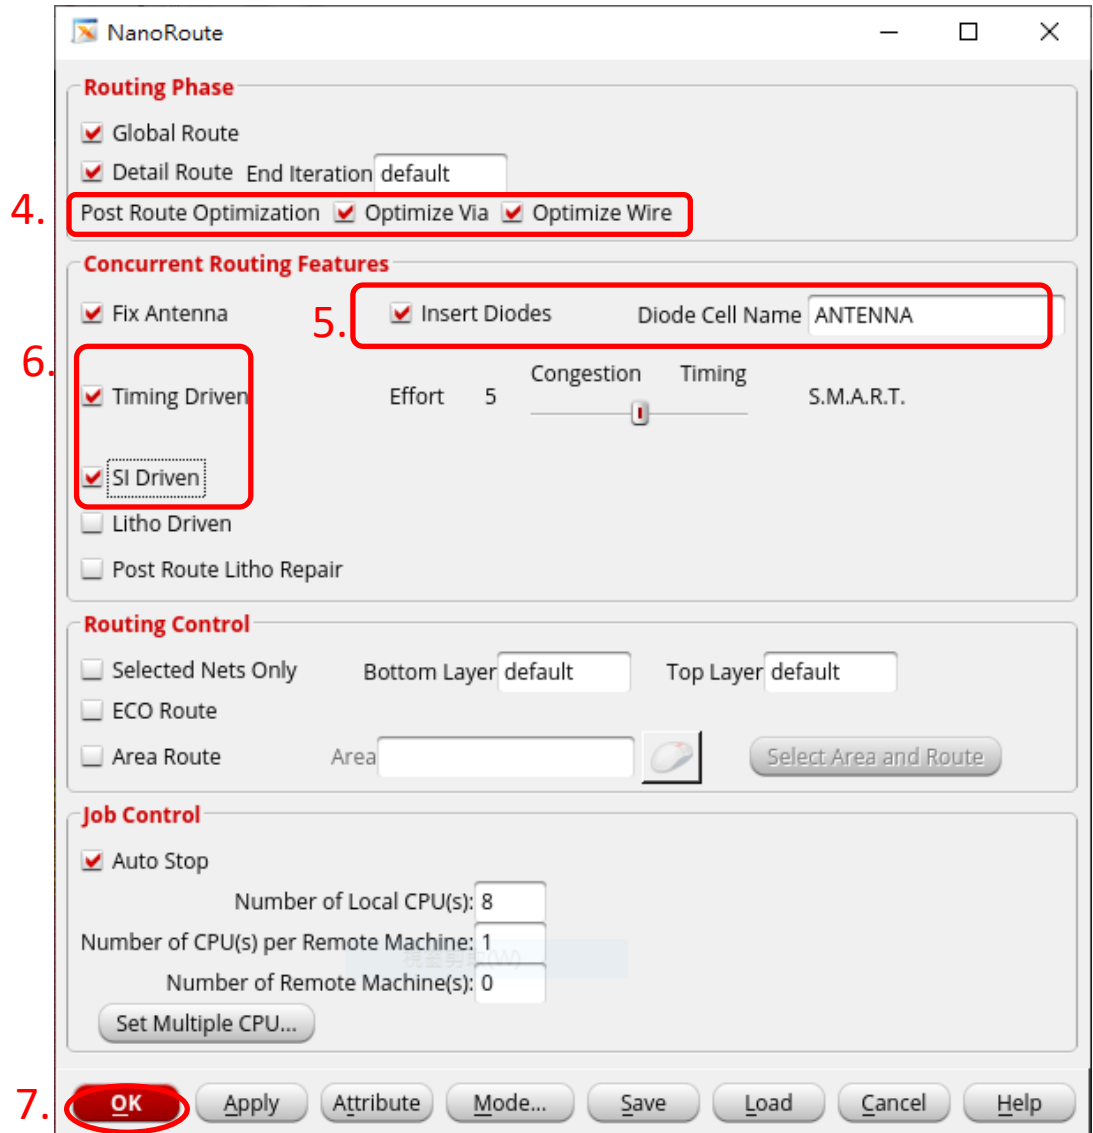 NanoRoute
Routing Phase
Global Route
Detail Route End Iteration default
4. Post Route Optimization Optimize Via Optimize Wire
Concurrent Routing Features
Fix Antenna 5. Insert Diodes Diode Cell Name ANTENNA
6.
Congestion Timing
Timing Driven Effort 5 S.M.A.R.T.
SI Driven
Litho Driven
Post Route Litho Repair
Routing Control
Selected Nets Only Bottom Layer default Top Layer default
ECO Route
Area Route Area Select Area and Route
Job Control
Auto Stop
Number of Local CPU(s): 8
Number of CPU(s) per Remote Machine: 1
Number of Remote Machine(s): 0
Set Multiple CPU...
7. OK Apply Attribute Mode... Save Load Cancel Help